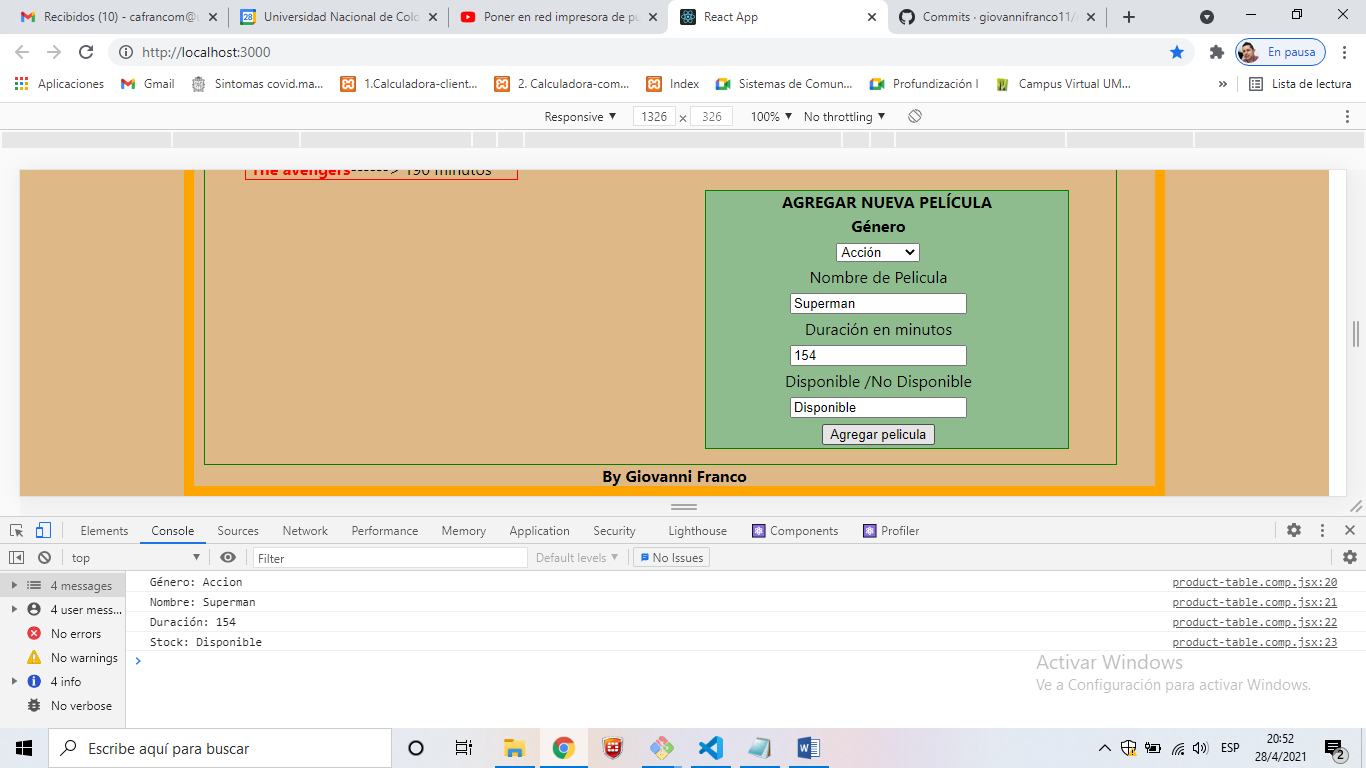 Recibidos (10) - cafrancom@
Universidad Nacional de Colo
Poner en red impresora de pu
React App
Commits · giovannifranco11/
http://localhost:3000
En pausa
Aplicaciones
Gmail
Sintomas covid.ma...
1.Calculadora-client...
2. Calculadora-com...
Index
Sistemas de Comun...
Profundización I
Campus Virtual UM...
»
Lista de lectura
Responsive ▼ 1326 × 326 100% ▼ No throttling ▼
The avengers------> 190 minutos
AGREGAR NUEVA PELÍCULA
Género
Acción
Nombre de Pelicula
Superman
Duración en minutos
154
Disponible /No Disponible
Disponible
Agregar pelicula
By Giovanni Franco
Elements Console Sources Network Performance Memory Application Security Lighthouse Components Profiler
top ▼ Filter Default levels ▼ No Issues
4 messages
4 user mess...
No errors
No warnings
4 info
No verbose
Género: Accion product-table.comp.jsx:20
Nombre: Superman product-table.comp.jsx:21
Duración: 154 product-table.comp.jsx:22
Stock: Disponible product-table.comp.jsx:23
Activar Windows
Ve a Configuración para activar Windows.
Escribe aquí para buscar
ESP
20:52
28/4/2021
2